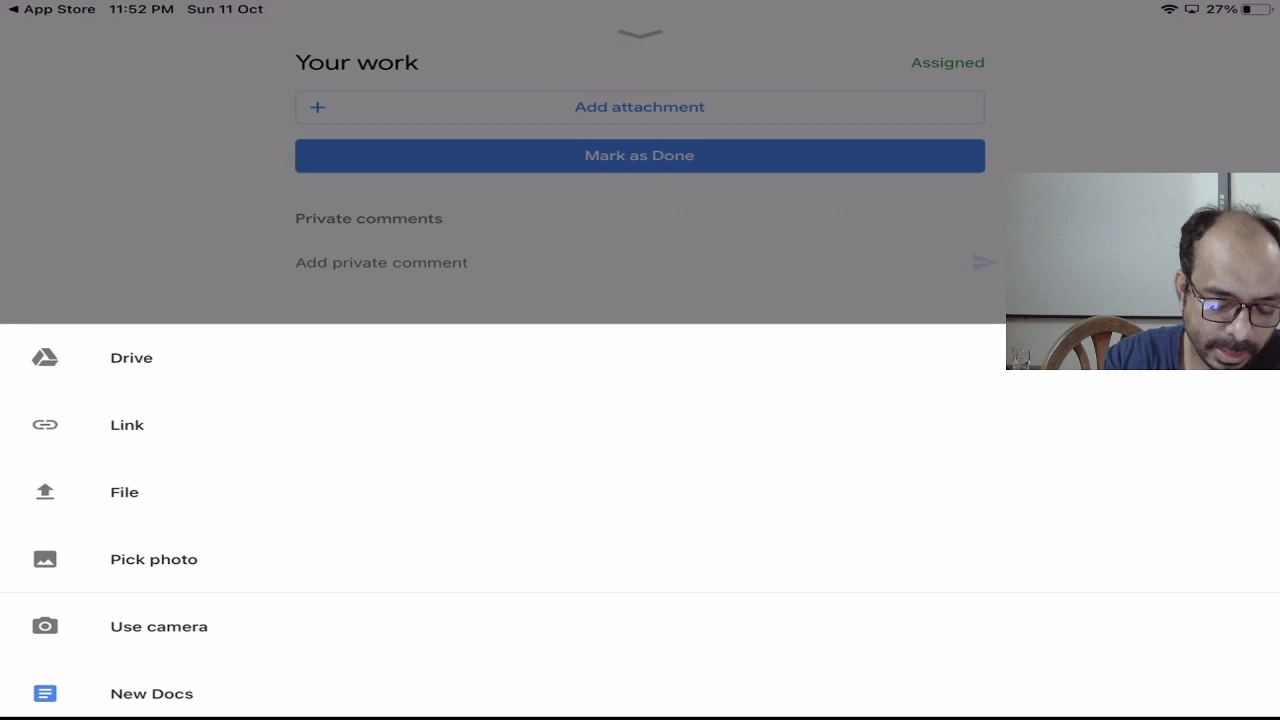 App Store 11:52 PM Sun 11 Oct 27%
Your work Assigned
+ Add attachment
Mark as Done
Private comments
Add private comment
Drive
Link
File
Pick photo
Use camera
New Docs